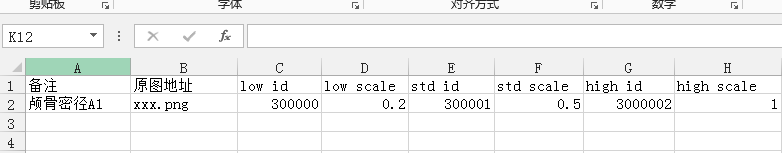 剪贴板 字体 对齐方式 数字
K12 fx
A B C D E F G H
1 备注 原图地址 low id low scale std id std scale high id high scale
2 颅骨密径A1 xxx.png 300000 0.2 300001 0.5 3000002 1
3
4